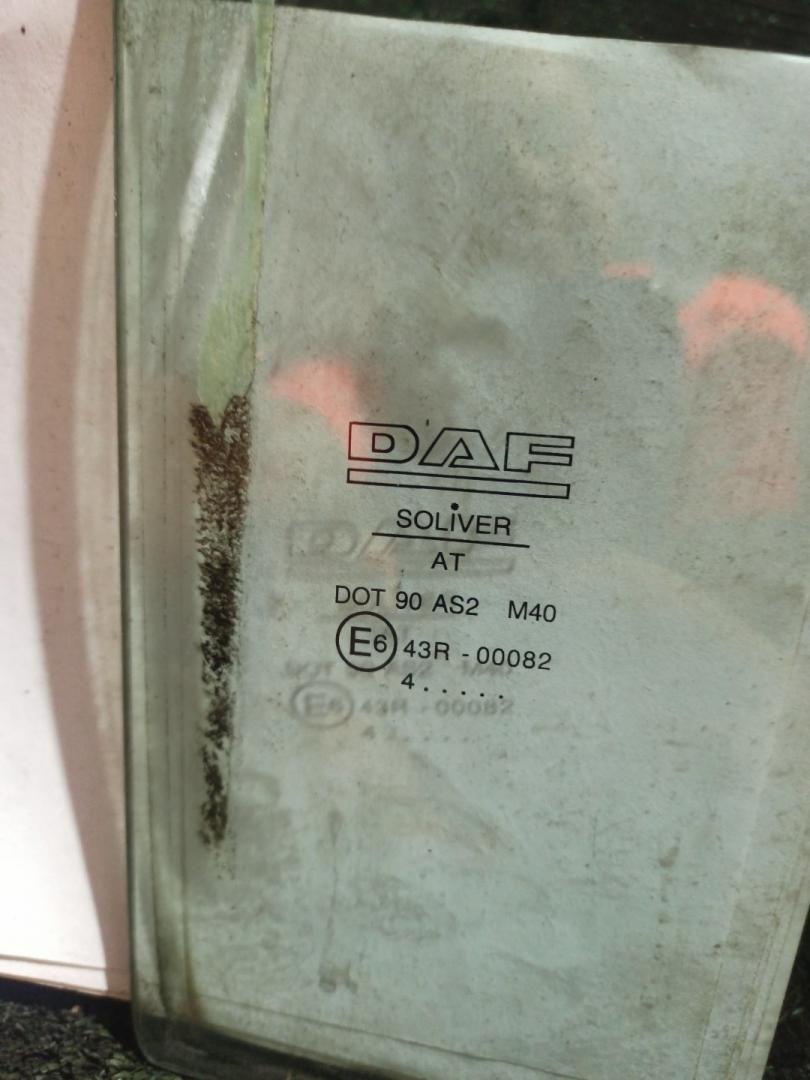 DAF
SOLiVER
AT
DOT 90 AS2 M40
E6 43R - 00082
4 . . . . .